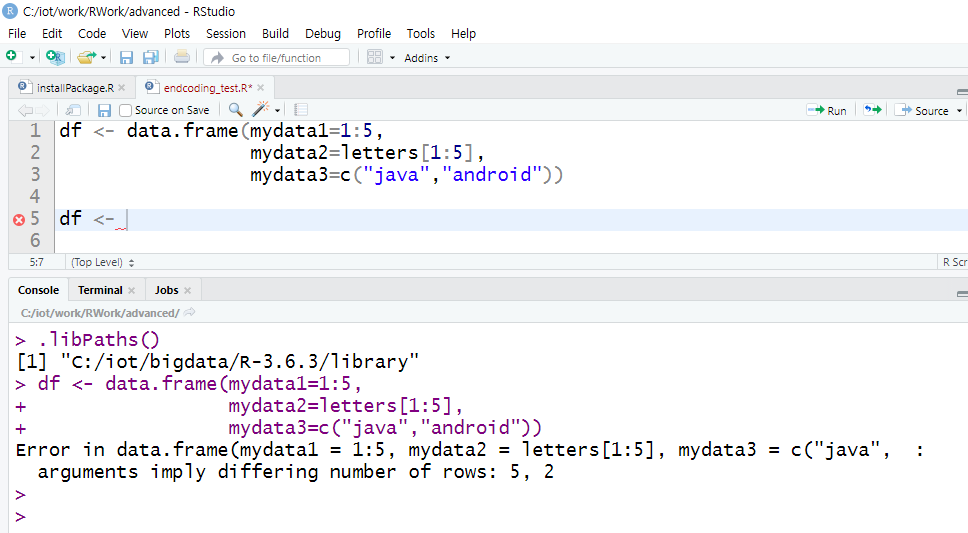 C:/iot/work/RWork/advanced - RStudio
File Edit Code View Plots Session Build Debug Profile Tools Help
Go to file/function Addins
installPackage.R endcoding_test.R*
Source on Save Run Source
1 df <- data.frame(mydata1=1:5,
2 mydata2=letters[1:5],
3 mydata3=c("java","android"))
4
5 df <-
6
5:7 (Top Level) R Scr
Console Terminal Jobs
C:/iot/work/RWork/advanced/
> .libPaths()
[1] "C:/iot/bigdata/R-3.6.3/library"
> df <- data.frame(mydata1=1:5,
+ mydata2=letters[1:5],
+ mydata3=c("java","android"))
Error in data.frame(mydata1 = 1:5, mydata2 = letters[1:5], mydata3 = c("java", :
arguments imply differing number of rows: 5, 2
>
>